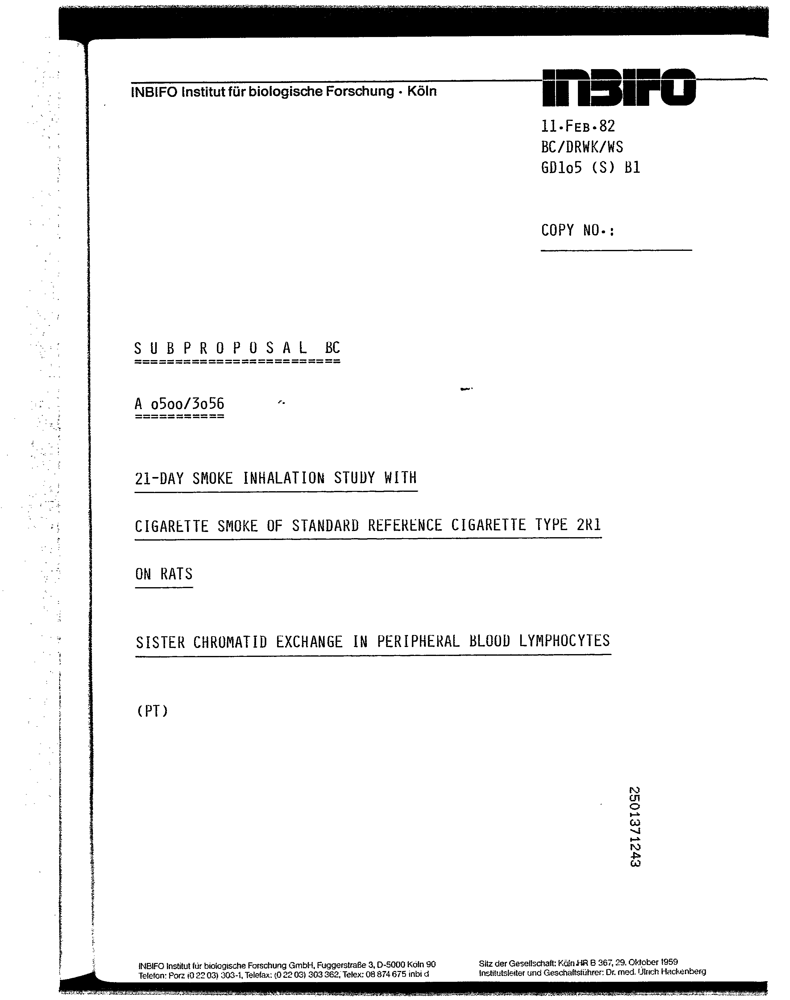 INBIFO Institut für biologische Forschung · Köln
INBIFO
11·FEB·82
BC/DRWK/WS
GD1o5 (S) B1
COPY NO.:
S U B P R O P O S A L BC
=========================
A o5oo/3o56
===========
21-DAY SMOKE INHALATION STUDY WITH
CIGARETTE SMOKE OF STANDARD REFERENCE CIGARETTE TYPE 2R1
ON RATS
SISTER CHROMATID EXCHANGE IN PERIPHERAL BLOOD LYMPHOCYTES
(PT)
2501371243
INBIFO Institut für biologische Forschung GmbH, Fuggerstraße 3, D-5000 Köln 90
Telefon: Porz (0 22 03) 303-1, Telefax: (0 22 03) 303 362, Telex: 08 874 675 inbi d
Sitz der Gesellschaft: Köln HR B 367, 29. Oktober 1959
Institutsleiter und Geschäftsführer: Dr. med. Ulrich Hackenberg